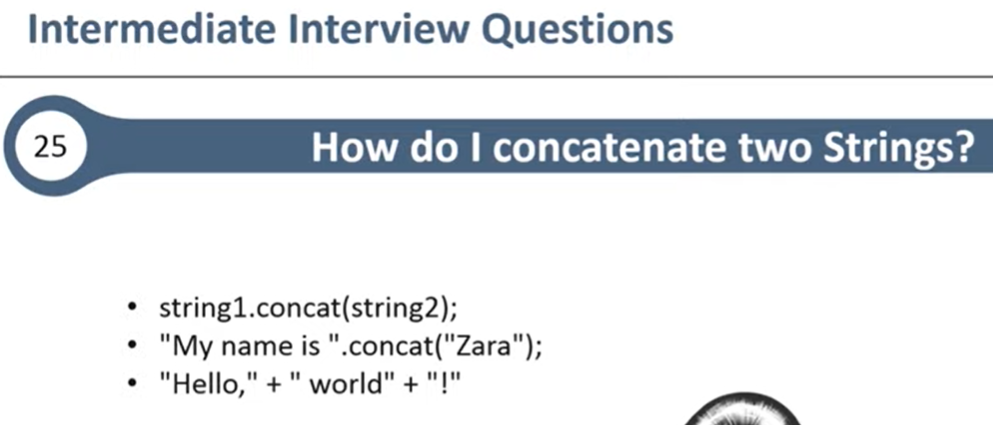 Intermediate Interview Questions
25
How do I concatenate two Strings?
• string1.concat(string2);
• "My name is ".concat("Zara");
• "Hello," + " world" + "!"